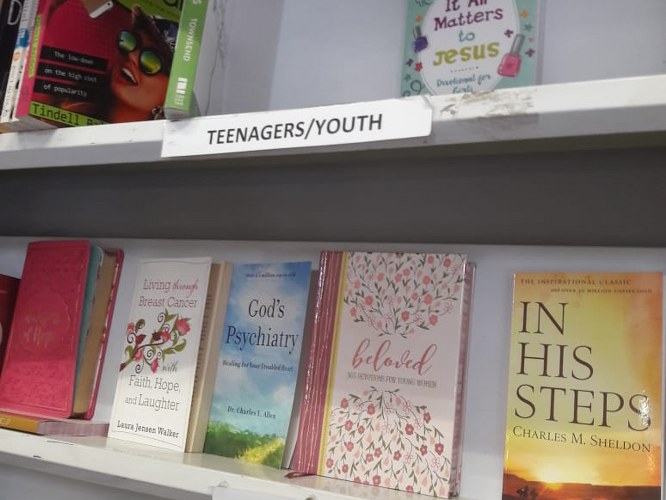 TOWNSEND
The low-down
on the high cost
of popularity
Tindell
It All
Matters
to
Jesus
Devotional for
Girls
TEENAGERS/YOUTH
of Hope
Living through
Breast Cancer
with
Faith, Hope,
and Laughter
Laura Jensen Walker
God's
Psychiatry
Healing for Your Troubled Heart
Dr. Charles L. Allen
beloved
365 DEVOTIONS FOR YOUNG WOMEN
THE INSPIRATIONAL CLASSIC
IN
HIS
STEPS
CHARLES M. SHELDON